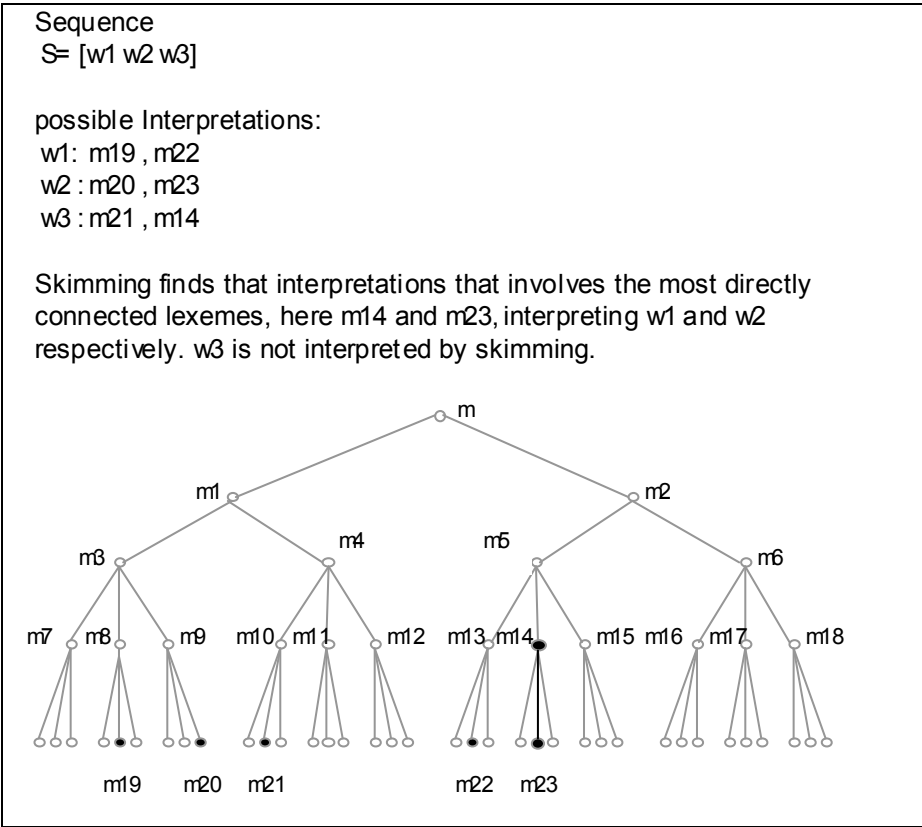 Sequence
S= [w1 w2 w3]
possible Interpretations:
w1: m19 , m22
w2 : m20 , m23
w3 : m21 , m14
Skimming finds that interpretations that involves the most directly
connected lexemes, here m14 and m23, interpreting w1 and w2
respectively. w3 is not interpreted by skimming.
m
m1 m2
m3 m4 m5 m6
m7 m8 m9 m10 m11 m12 m13 m14 m15 m16 m17 m18
m19 m20 m21 m22 m23